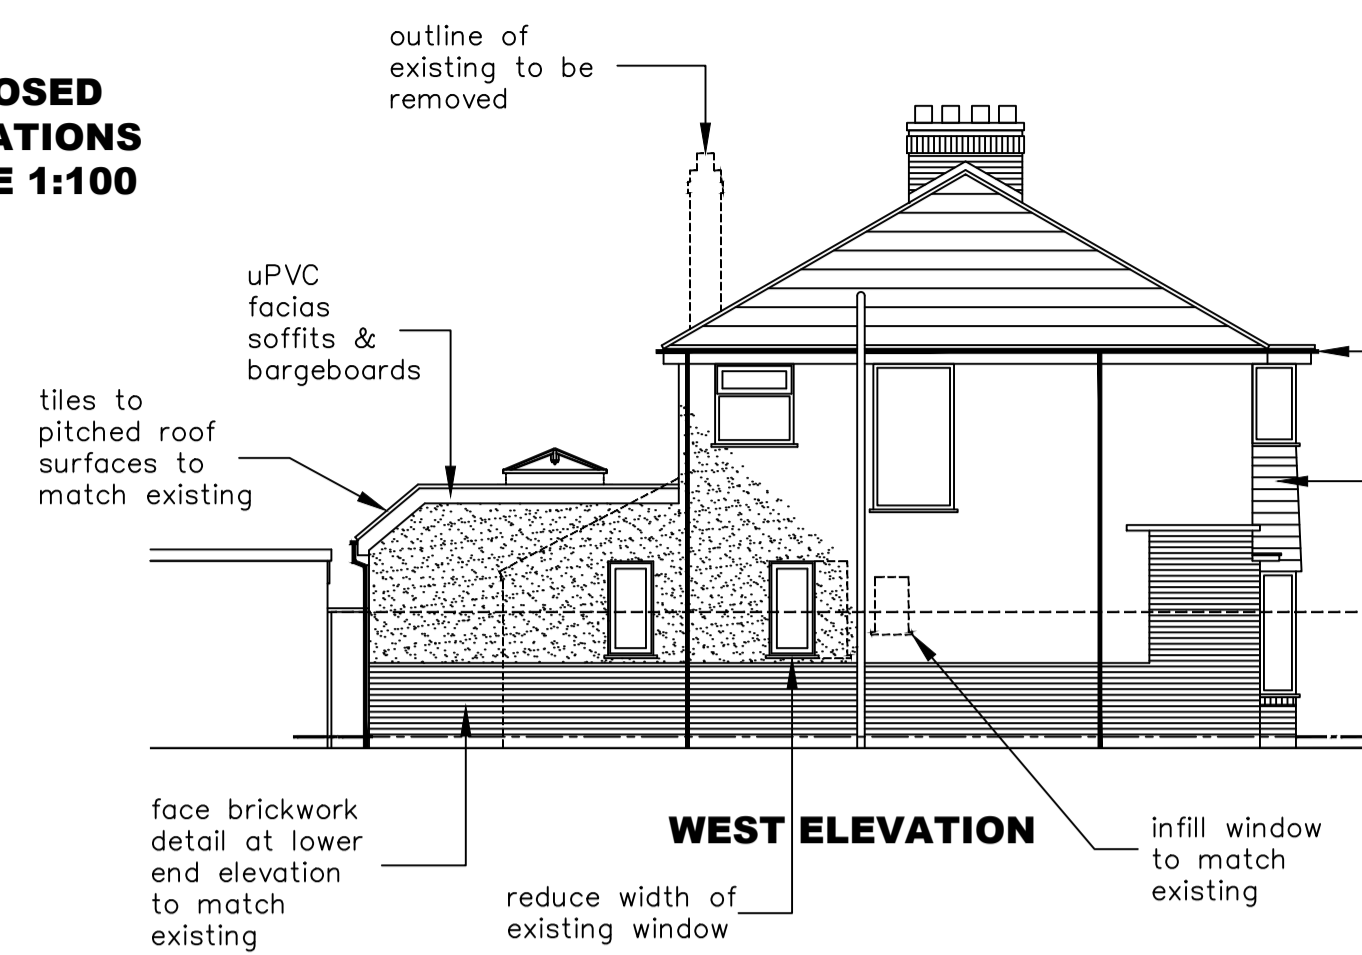 outline of
existing to be
removed
OSED
ATIONS
E 1:100
uPVC
facias
soffits &
bargeboards
tiles to
pitched roof
surfaces to
match existing
face brickwork
detail at lower
end elevation
to match
existing
WEST ELEVATION
reduce width of
existing window
infill window
to match
existing